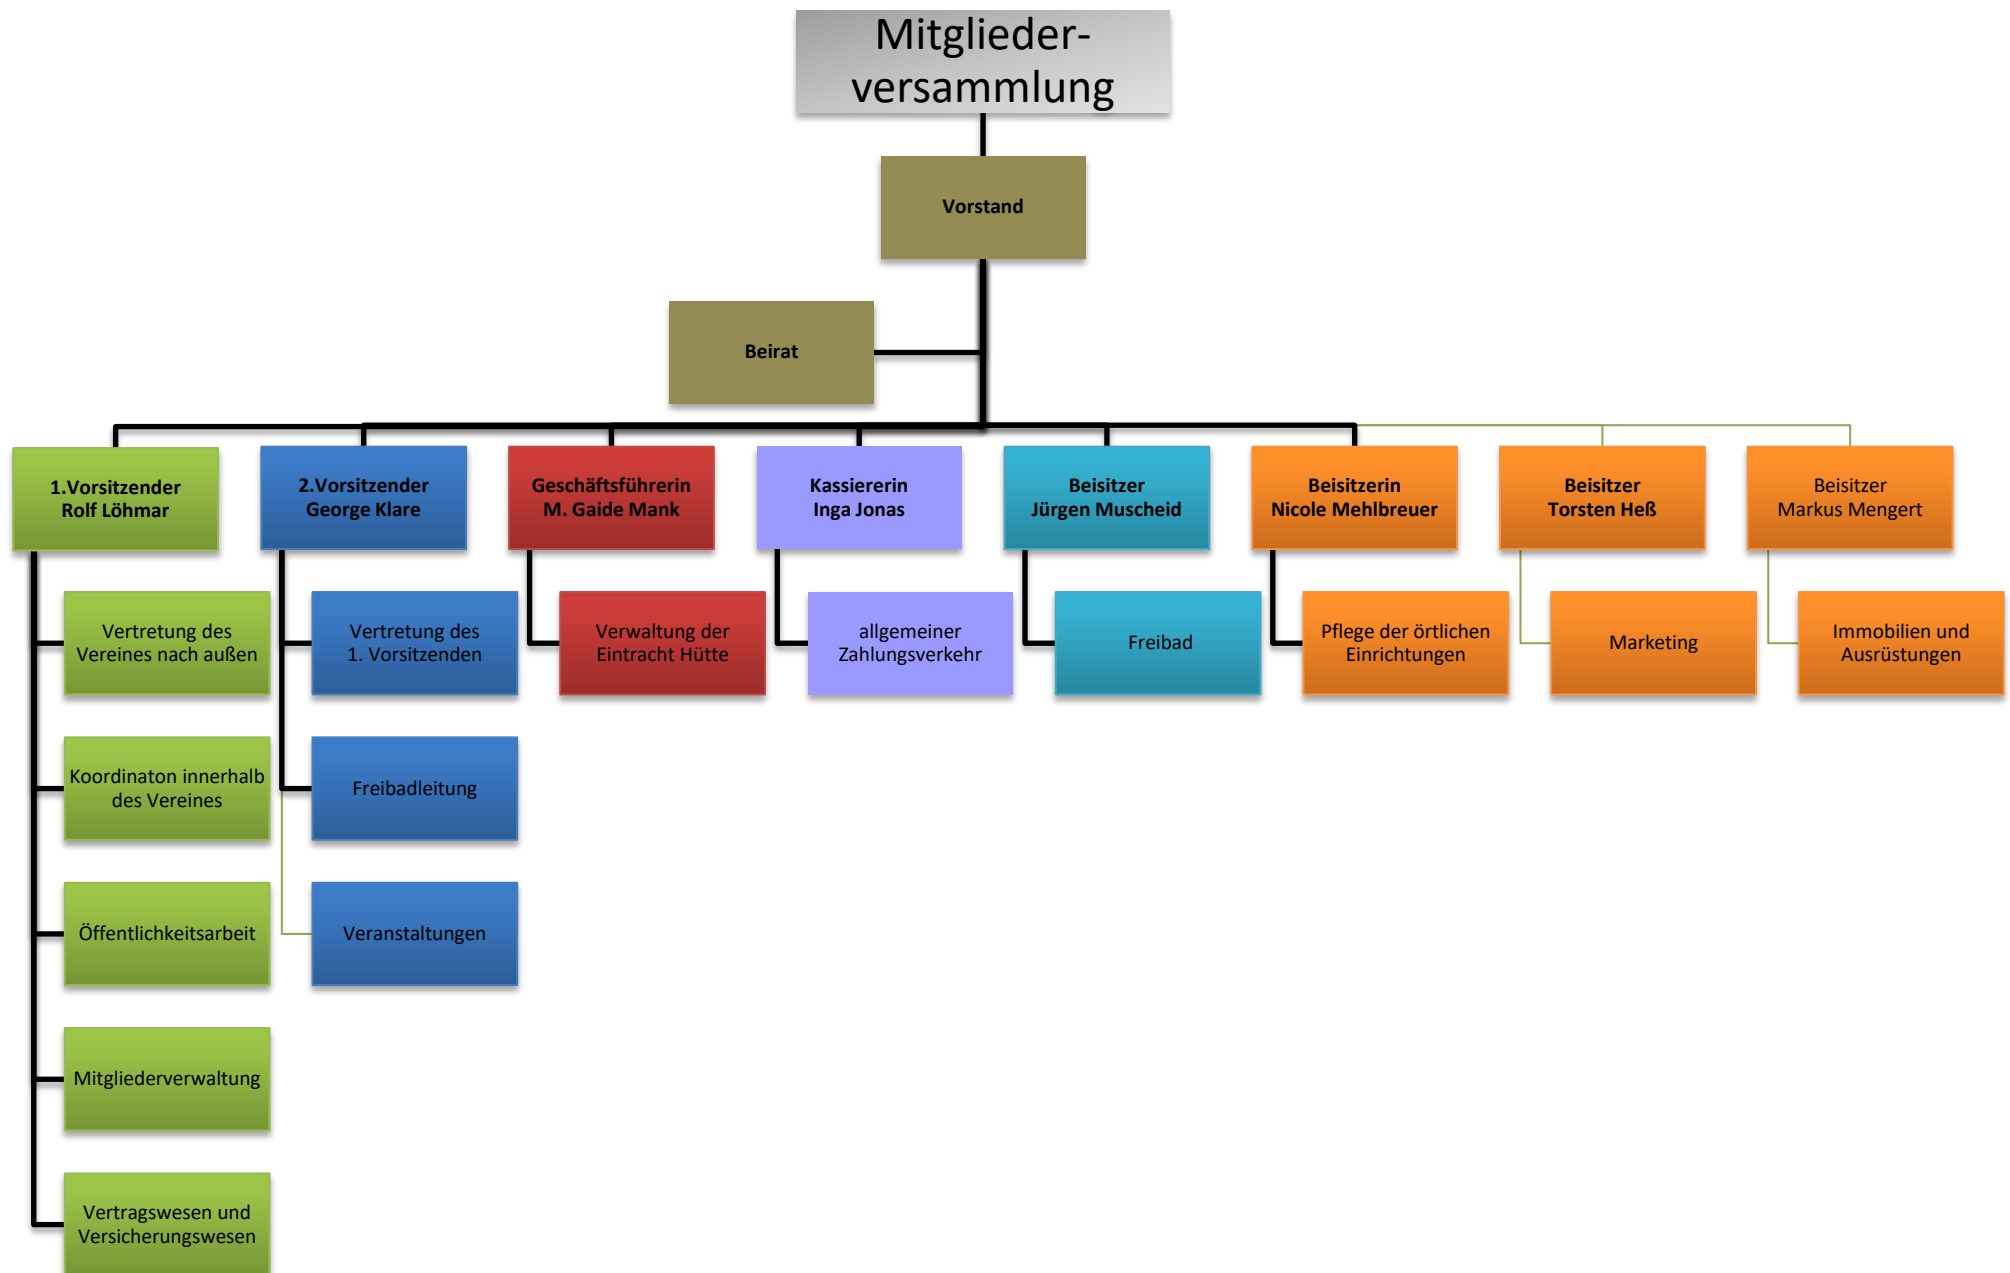 Mitglieder-
versammlung
Vorstand
Beirat
1.Vorsitzender
Rolf Löhmar
2.Vorsitzender
George Klare
Geschäftsführerin
M. Gaide Mank
Kassiererin
Inga Jonas
Beisitzer
Jürgen Muscheid
Beisitzerin
Nicole Mehlbreuer
Beisitzer
Torsten Heß
Beisitzer
Markus Mengert
Vertretung des
Vereines nach außen
Vertretung des
1. Vorsitzenden
Verwaltung der
Eintracht Hütte
allgemeiner
Zahlungsverkehr
Freibad
Pflege der örtlichen
Einrichtungen
Marketing
Immobilien und
Ausrüstungen
Koordinaton innerhalb
des Vereines
Freibadleitung
Öffentlichkeitsarbeit
Veranstaltungen
Mitgliederverwaltung
Vertragswesen und
Versicherungswesen